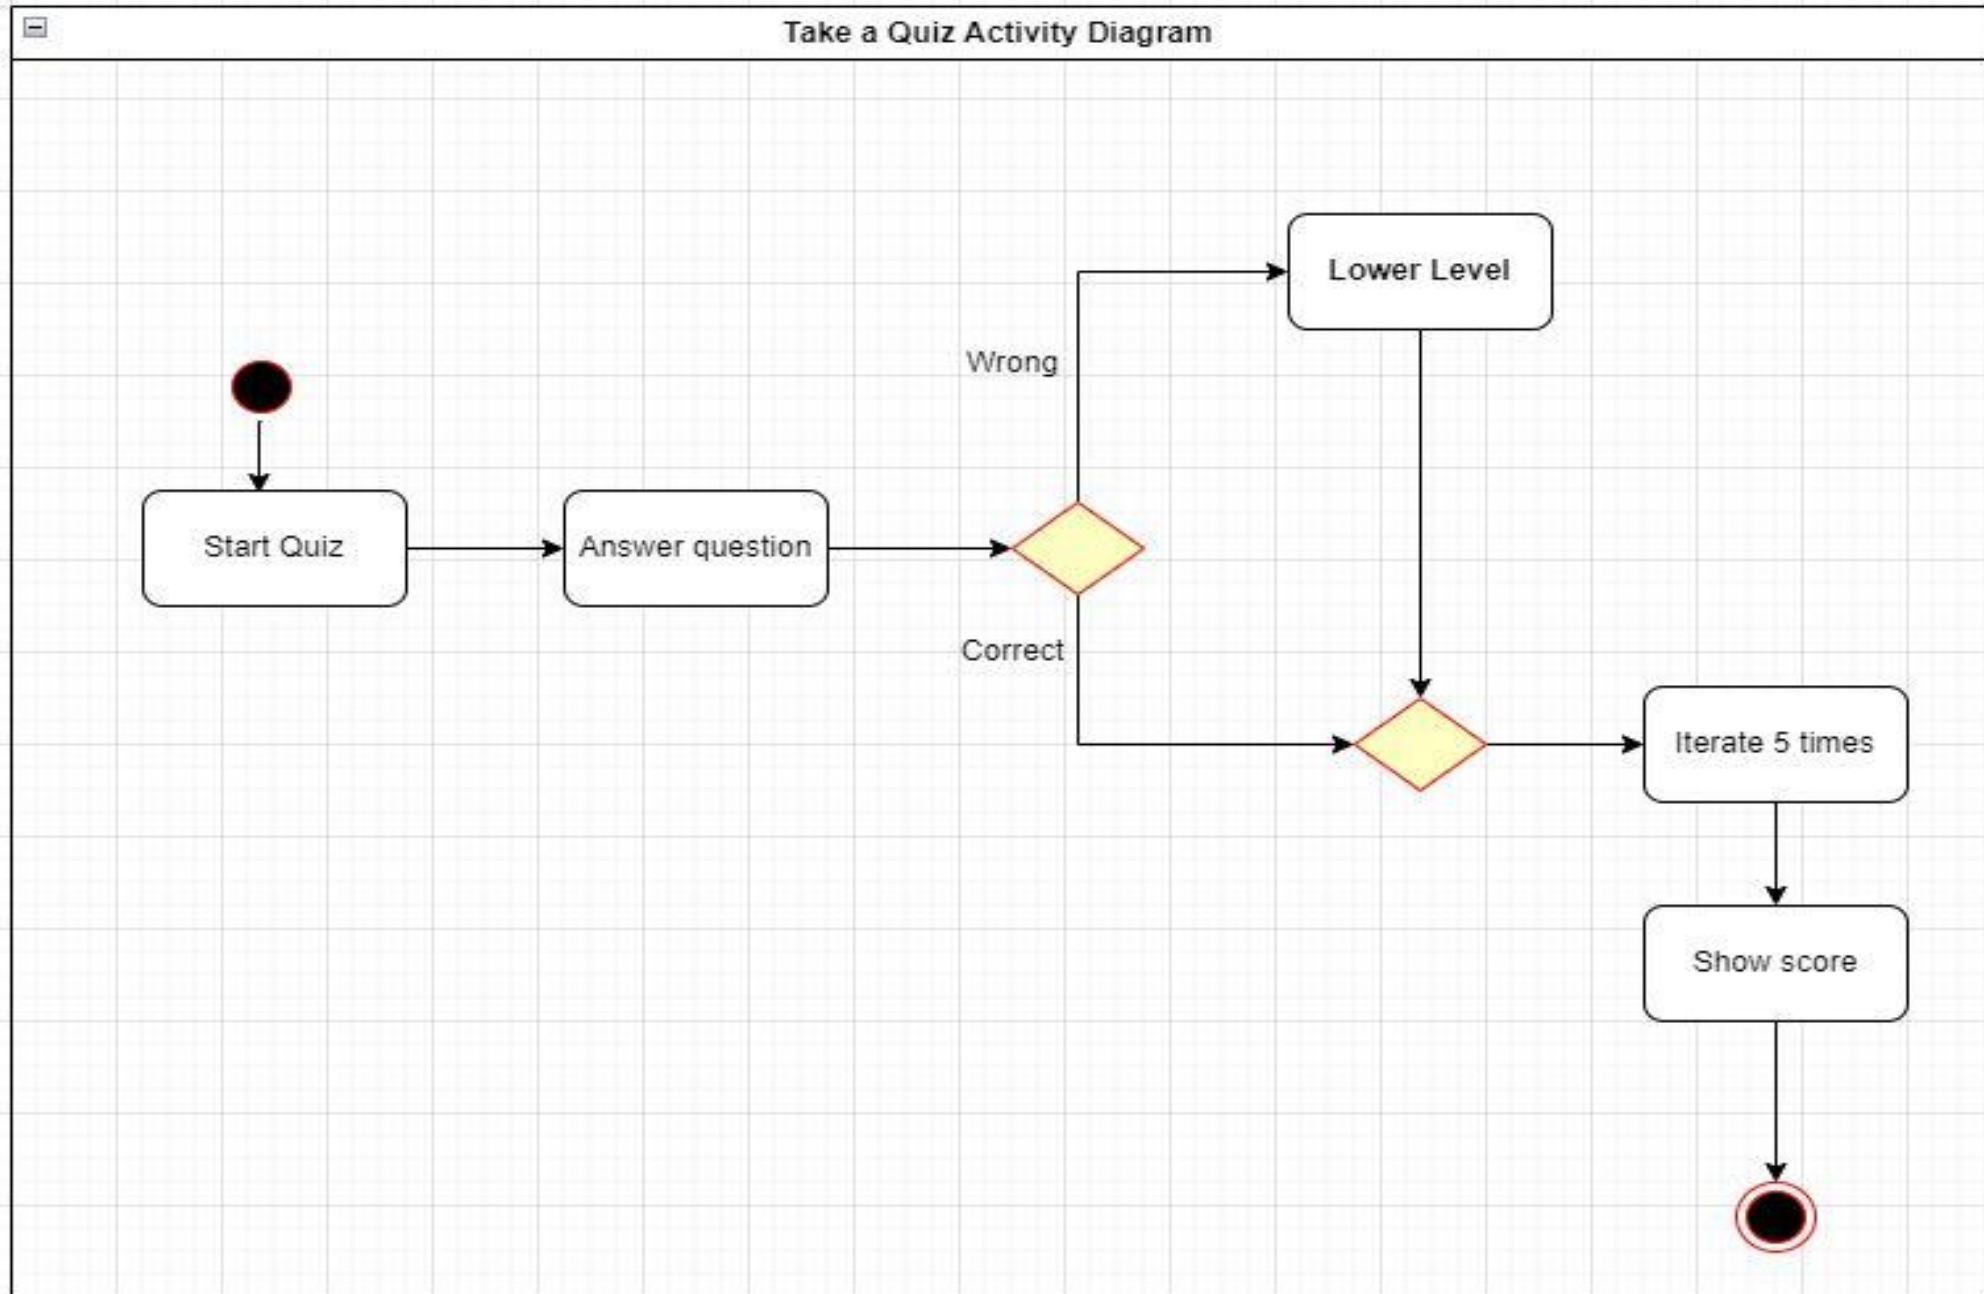 Take a Quiz Activity Diagram
Lower Level
Wrong
Start Quiz
Answer question
Correct
Iterate 5 times
Show score